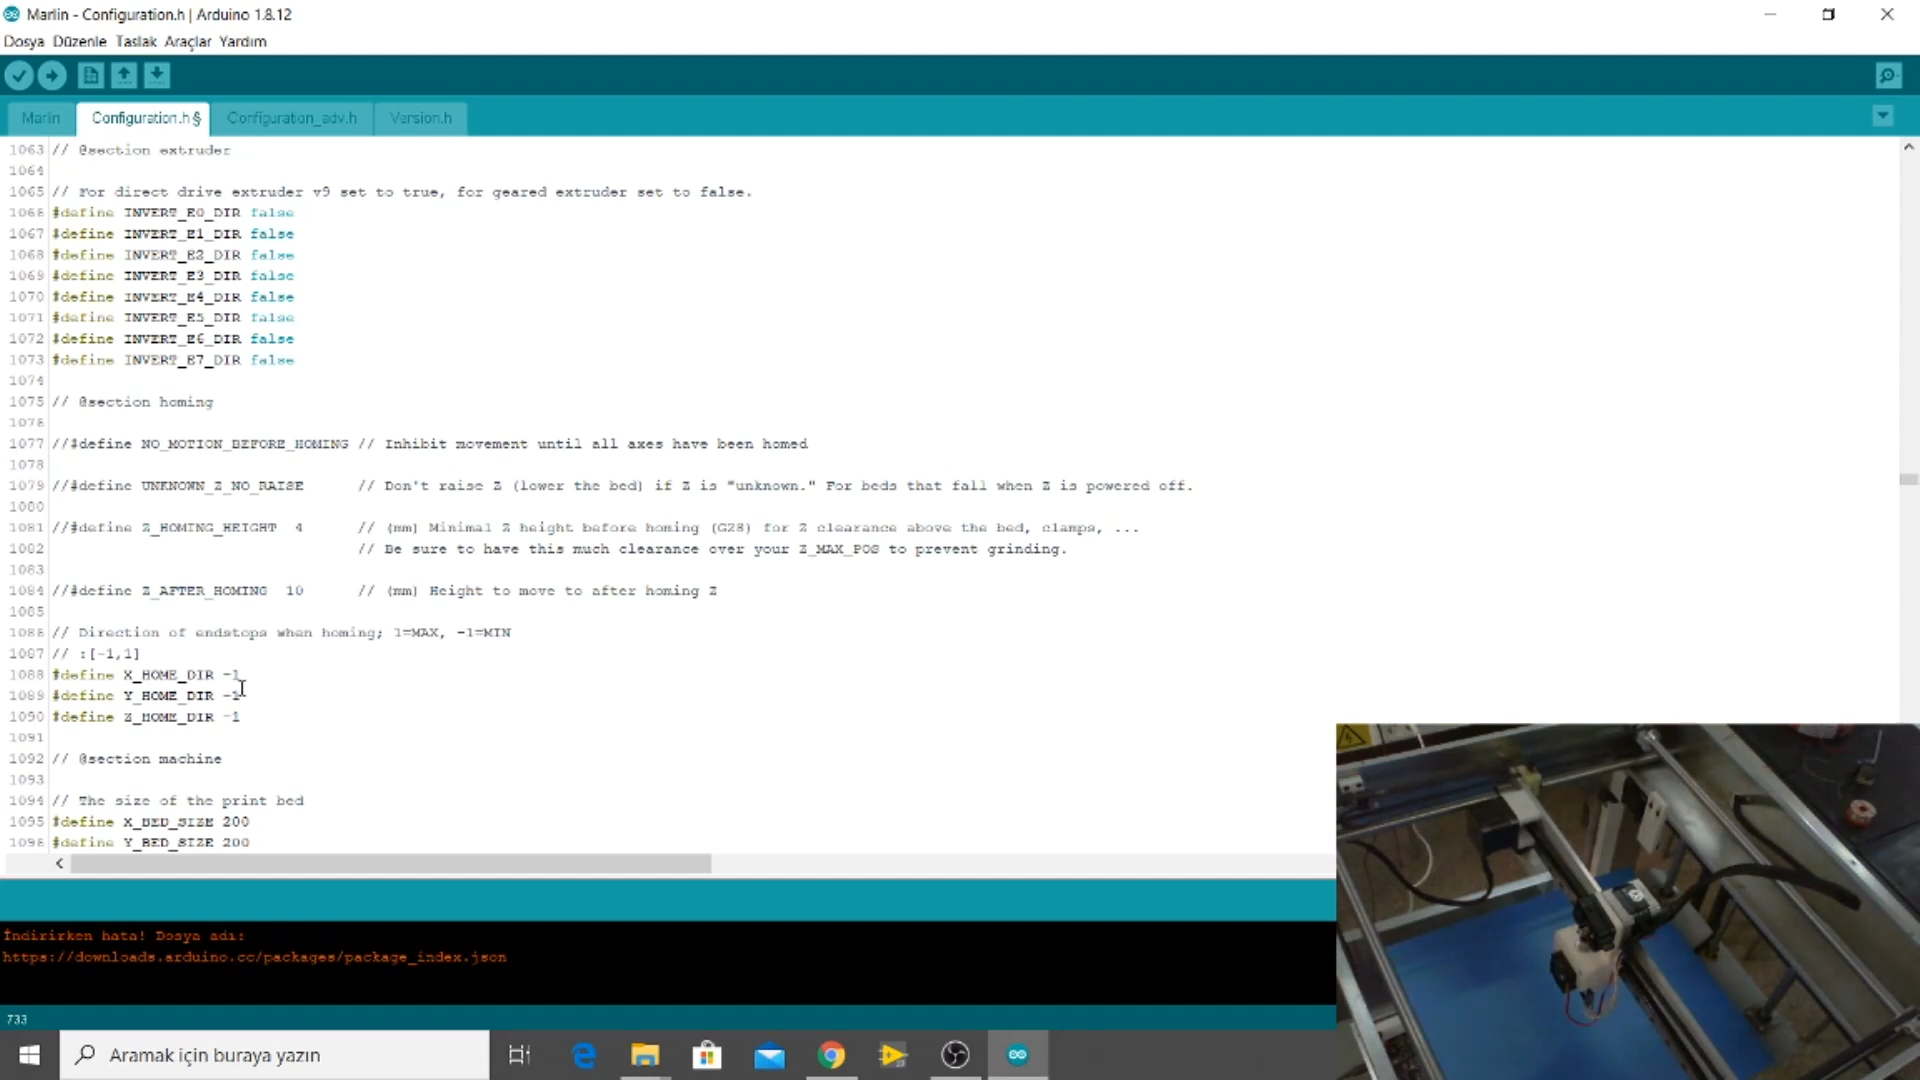 Marlin - Configuration.h | Arduino 1.8.12
Dosya Düzenle Taslak Araçlar Yardım
Marlin Configuration.h § Configuration_adv.h Version.h
1063 // @section extruder
1064
1065 // For direct drive extruder v9 set to true, for geared extruder set to false.
1066 #define INVERT_E0_DIR false
1067 #define INVERT_E1_DIR false
1068 #define INVERT_E2_DIR false
1069 #define INVERT_E3_DIR false
1070 #define INVERT_E4_DIR false
1071 #define INVERT_E5_DIR false
1072 #define INVERT_E6_DIR false
1073 #define INVERT_E7_DIR false
1074
1075 // @section homing
1076
1077 //#define NO_MOTION_BEFORE_HOMING // Inhibit movement until all axes have been homed
1078
1079 //#define UNKNOWN_Z_NO_RAISE // Don't raise Z (lower the bed) if Z is "unknown." For beds that fall when Z is powered off.
1080
1081 //#define Z_HOMING_HEIGHT 4 // (mm) Minimal Z height before homing (G28) for Z clearance above the bed, clamps, ...
1082 // Be sure to have this much clearance over your Z_MAX_POS to prevent grinding.
1083
1084 //#define Z_AFTER_HOMING 10 // (mm) Height to move to after homing Z
1085
1086 // Direction of endstops when homing; 1=MAX, -1=MIN
1087 // :[-1,1]
1088 #define X_HOME_DIR -1
1089 #define Y_HOME_DIR -1
1090 #define Z_HOME_DIR -1
1091
1092 // @section machine
1093
1094 // The size of the print bed
1095 #define X_BED_SIZE 200
1096 #define Y_BED_SIZE 200
İndirirken hata! Dosya adı:
https://downloads.arduino.cc/packages/package_index.json
733
Aramak için buraya yazın